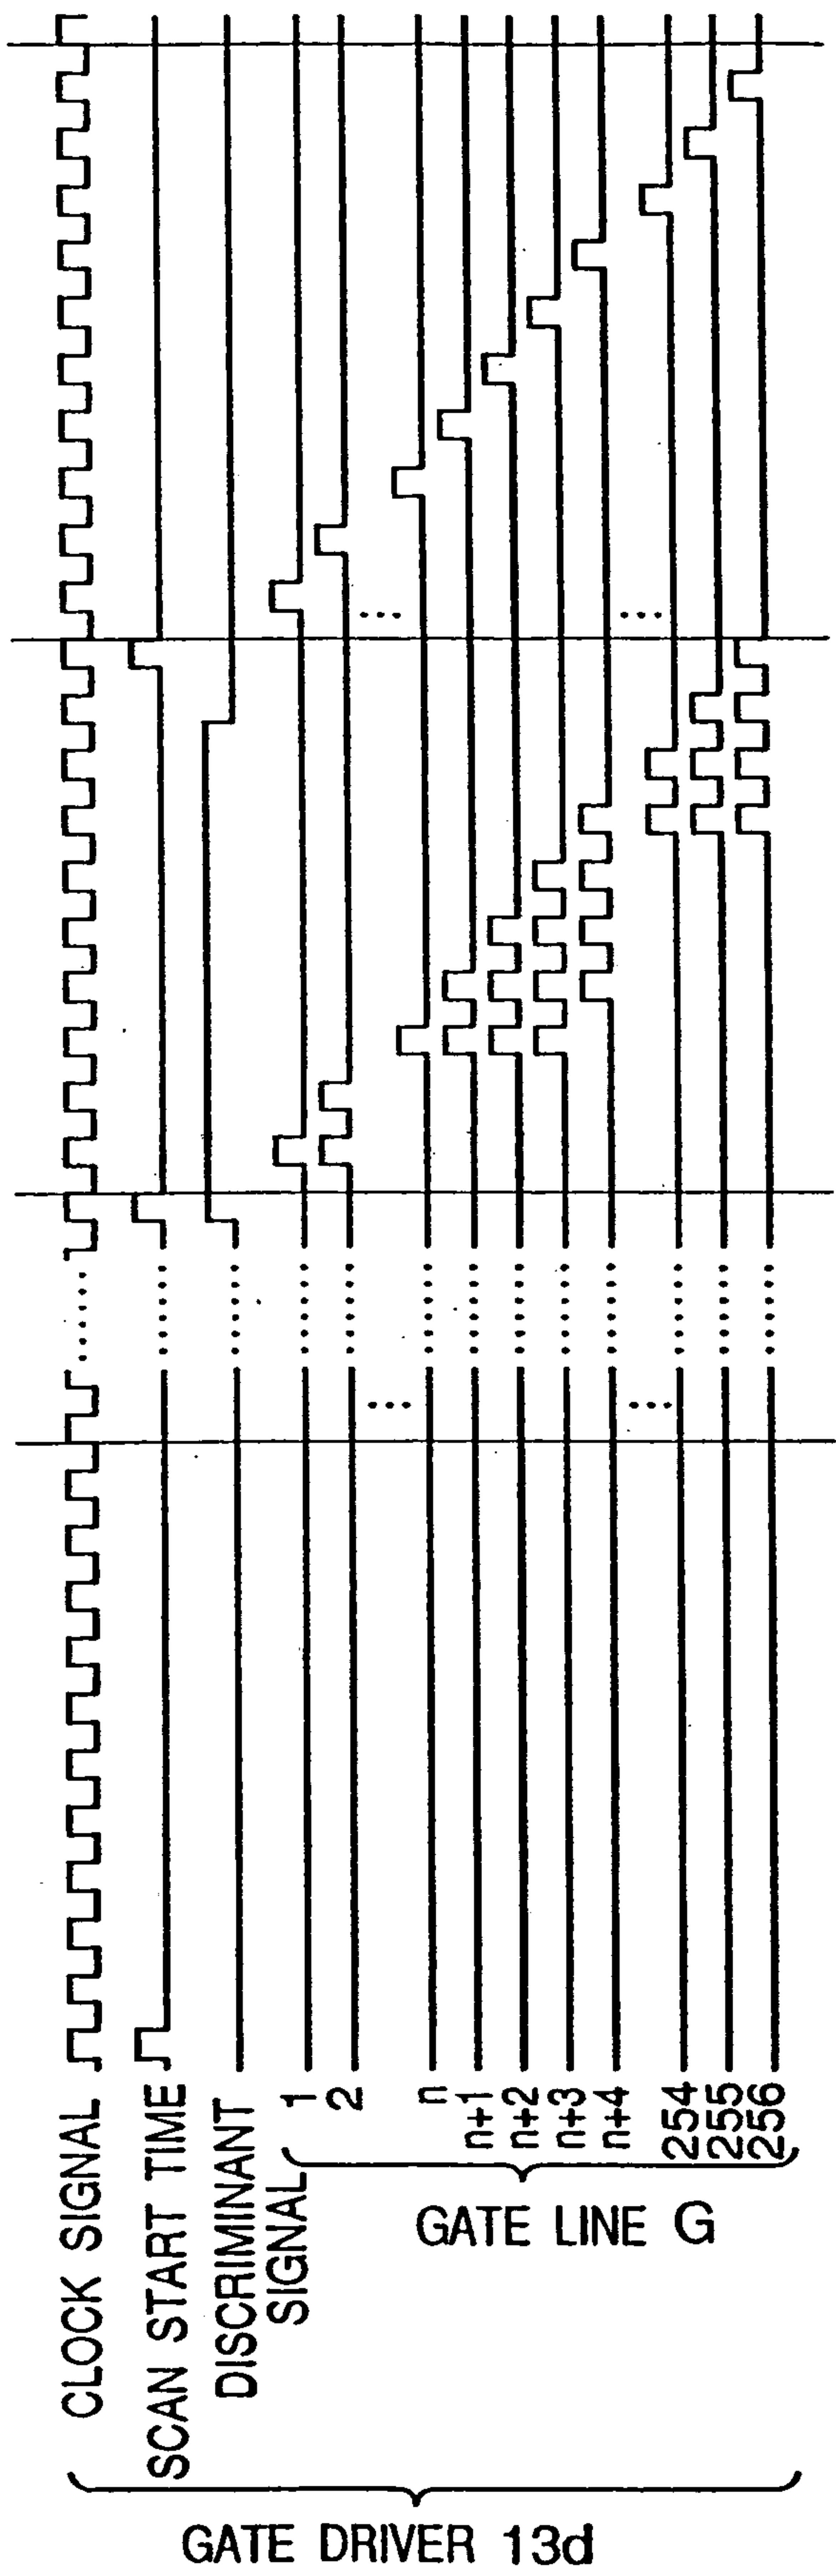 CLOCK SIGNAL
SCAN START TIME
DISCRIMINANT
SIGNAL
1
2
n
n+1
n+2
n+3
n+4
254
255
256
GATE LINE G
GATE DRIVER 13d